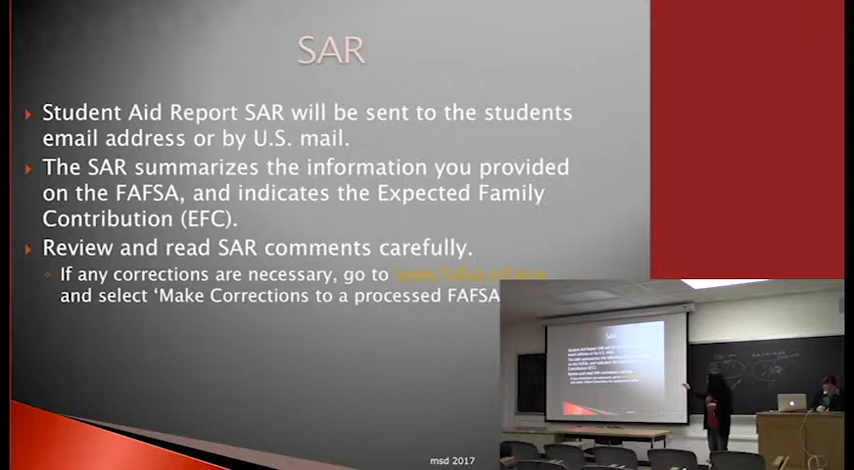 SAR
Student Aid Report SAR will be sent to the students
email address or by U.S. mail.
The SAR summarizes the information you provided
on the FAFSA, and indicates the Expected Family
Contribution (EFC).
Review and read SAR comments carefully.
If any corrections are necessary, go to
and select ‘Make Corrections to a processed FAFSA
msd 2017
SAR